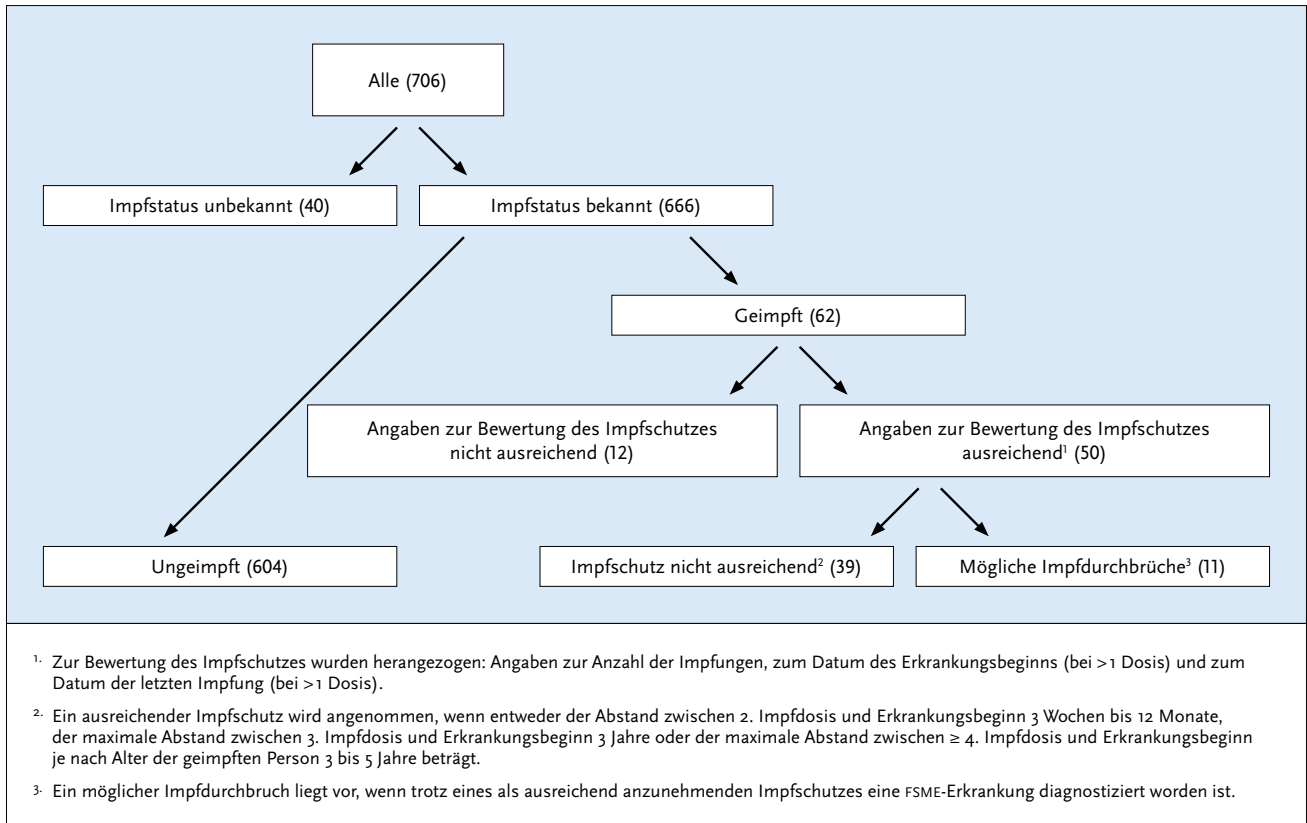 Alle (706)
Impfstatus unbekannt (40)
Impfstatus bekannt (666)
Geimpft (62)
Angaben zur Bewertung des Impfschutzes
nicht ausreichend (12)
Angaben zur Bewertung des Impfschutzes
ausreichend¹ (50)
Ungeimpft (604)
Impfschutz nicht ausreichend² (39)
Mögliche Impfdurchbrüche³ (11)
1. Zur Bewertung des Impfschutzes wurden herangezogen: Angaben zur Anzahl der Impfungen, zum Datum des Erkrankungsbeginns (bei >1 Dosis) und zum
Datum der letzten Impfung (bei >1 Dosis).
2. Ein ausreichender Impfschutz wird angenommen, wenn entweder der Abstand zwischen 2. Impfdosis und Erkrankungsbeginn 3 Wochen bis 12 Monate,
der maximale Abstand zwischen 3. Impfdosis und Erkrankungsbeginn 3 Jahre oder der maximale Abstand zwischen ≥ 4. Impfdosis und Erkrankungsbeginn
je nach Alter der geimpften Person 3 bis 5 Jahre beträgt.
3. Ein möglicher Impfdurchbruch liegt vor, wenn trotz eines als ausreichend anzunehmenden Impfschutzes eine FSME-Erkrankung diagnostiziert worden ist.